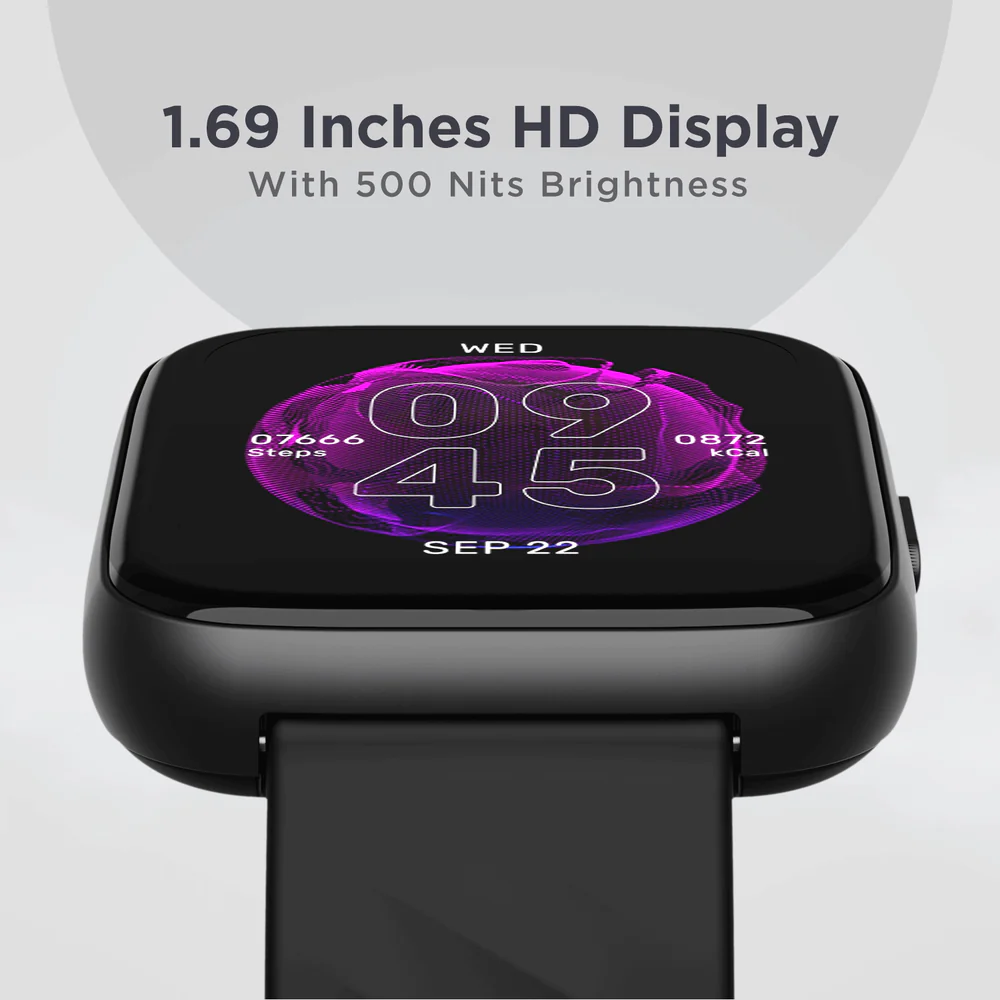 1.69 Inches HD Display
With 500 Nits Brightness
WED
09
07666
Steps
0872
kCal
45
SEP 22